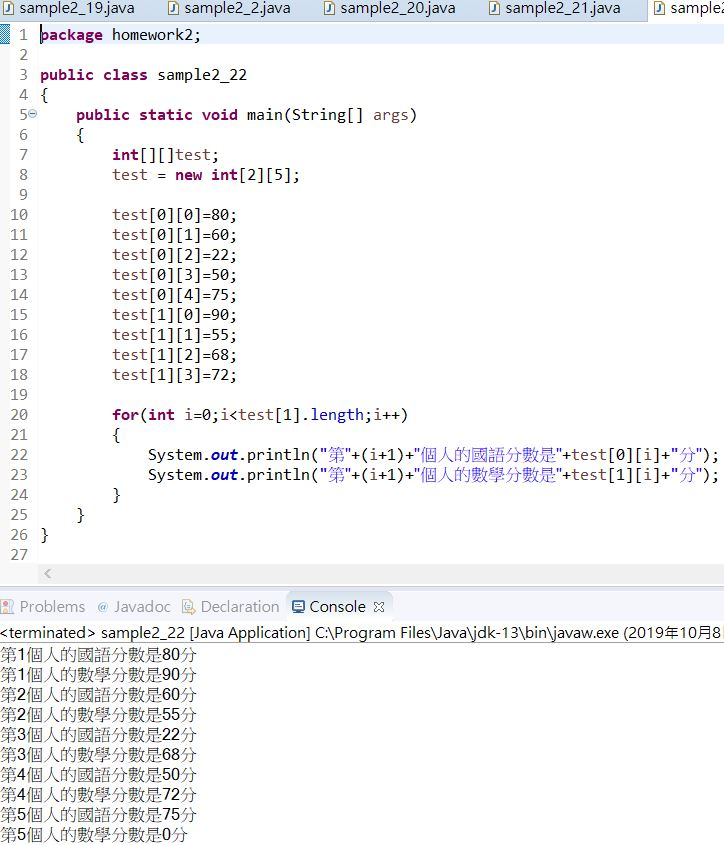 sample2_19.java sample2_2.java sample2_20.java sample2_21.java sample2
1 package homework2;
2
3 public class sample2_22
4 {
5 public static void main(String[] args)
6 {
7 int[][]test;
8 test = new int[2][5];
9
10 test[0][0]=80;
11 test[0][1]=60;
12 test[0][2]=22;
13 test[0][3]=50;
14 test[0][4]=75;
15 test[1][0]=90;
16 test[1][1]=55;
17 test[1][2]=68;
18 test[1][3]=72;
19
20 for(int i=0;i<test[1].length;i++)
21 {
22 System.out.println("第"+(i+1)+"個人的國語分數是"+test[0][i]+"分");
23 System.out.println("第"+(i+1)+"個人的數學分數是"+test[1][i]+"分");
24 }
25 }
26 }
27
Problems @ Javadoc Declaration Console
<terminated> sample2_22 [Java Application] C:\Program Files\Java\jdk-13\bin\javaw.exe (2019年10月8
第1個人的國語分數是80分
第1個人的數學分數是90分
第2個人的國語分數是60分
第2個人的數學分數是55分
第3個人的國語分數是22分
第3個人的數學分數是68分
第4個人的國語分數是50分
第4個人的數學分數是72分
第5個人的國語分數是75分
第5個人的數學分數是0分